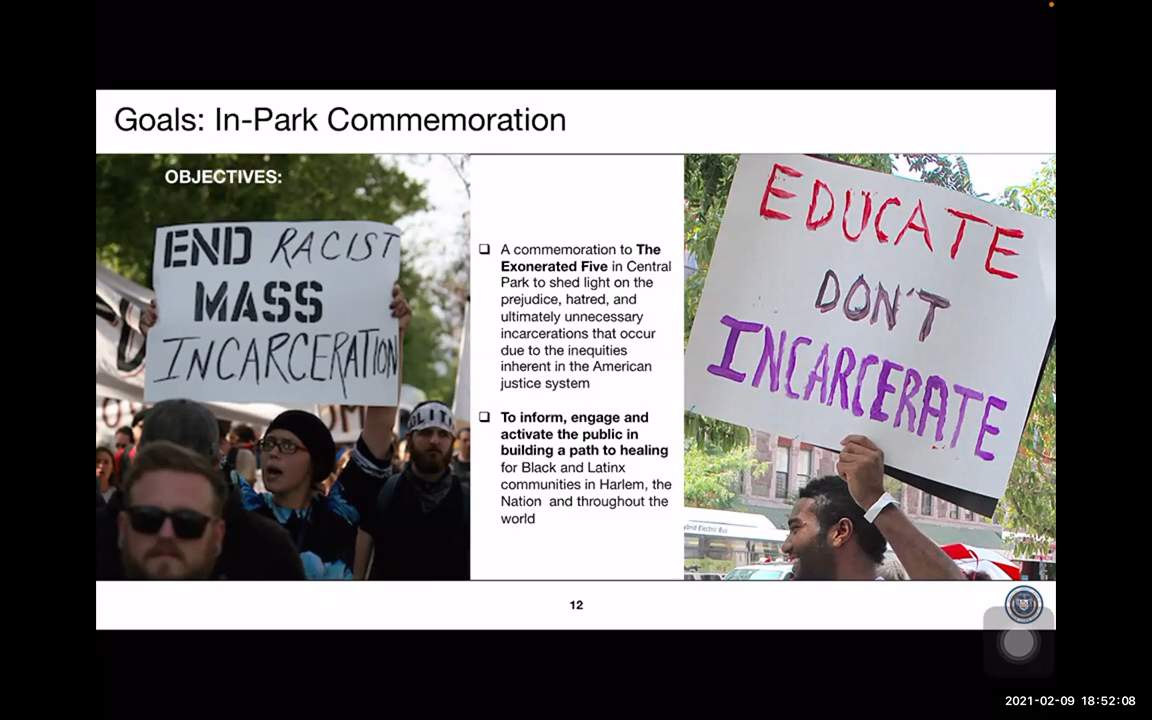 Goals: In-Park Commemoration
OBJECTIVES:
END RACIST
MASS
INCARCERATION
❑ A commemoration to The
Exonerated Five in Central
Park to shed light on the
prejudice, hatred, and
ultimately unnecessary
incarcerations that occur
due to the inequities
inherent in the American
justice system
❑ To inform, engage and
activate the public in
building a path to healing
for Black and Latinx
communities in Harlem, the
Nation and throughout the
world
EDUCATE
DON'T
INCARCERATE
12
2021-02-09 18:52:08